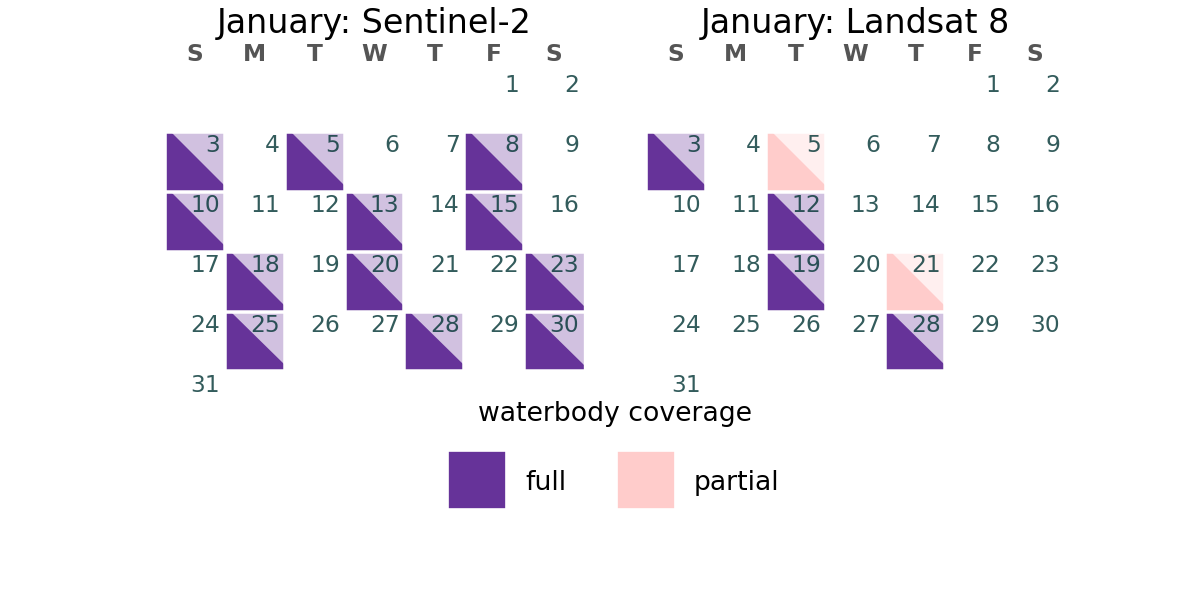 January: Sentinel-2
S M T W T F S
1 2
3 4 5 6 7 8 9
10 11 12 13 14 15 16
17 18 19 20 21 22 23
24 25 26 27 28 29 30
31
January: Landsat 8
S M T W T F S
1 2
3 4 5 6 7 8 9
10 11 12 13 14 15 16
17 18 19 20 21 22 23
24 25 26 27 28 29 30
31
waterbody coverage
full partial